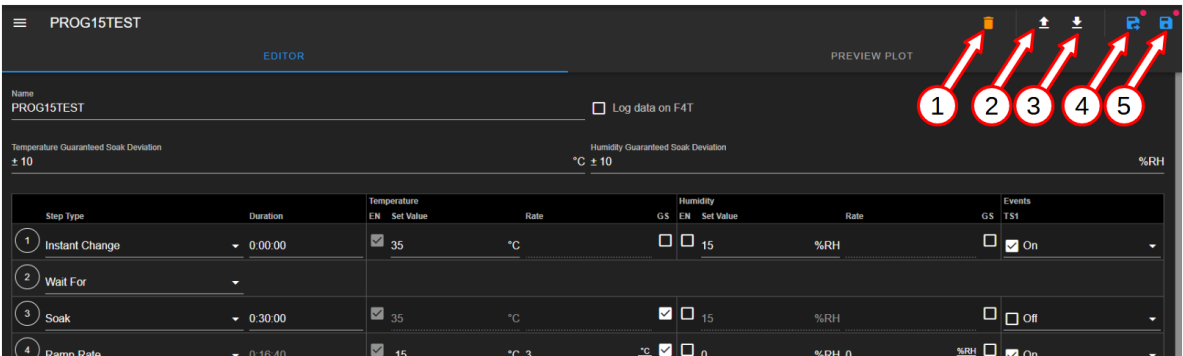 PROG15TEST
EDITOR PREVIEW PLOT
1 2 3 4 5
Name
PROG15TEST Log data on F4T
Temperature Guaranteed Soak Deviation Humidity Guaranteed Soak Deviation
± 10 °C ± 10 %RH
Temperature Humidity Events
Step Type Duration EN Set Value Rate GS EN Set Value Rate GS TS1
1 Instant Change 0:00:00 35 °C 15 %RH On
2 Wait For
3 Soak 0:30:00 35 °C 15 %RH Off
4 Ramp Rate 0:16:40 -15 °C 3 °C 0 %RH 0 %RH On